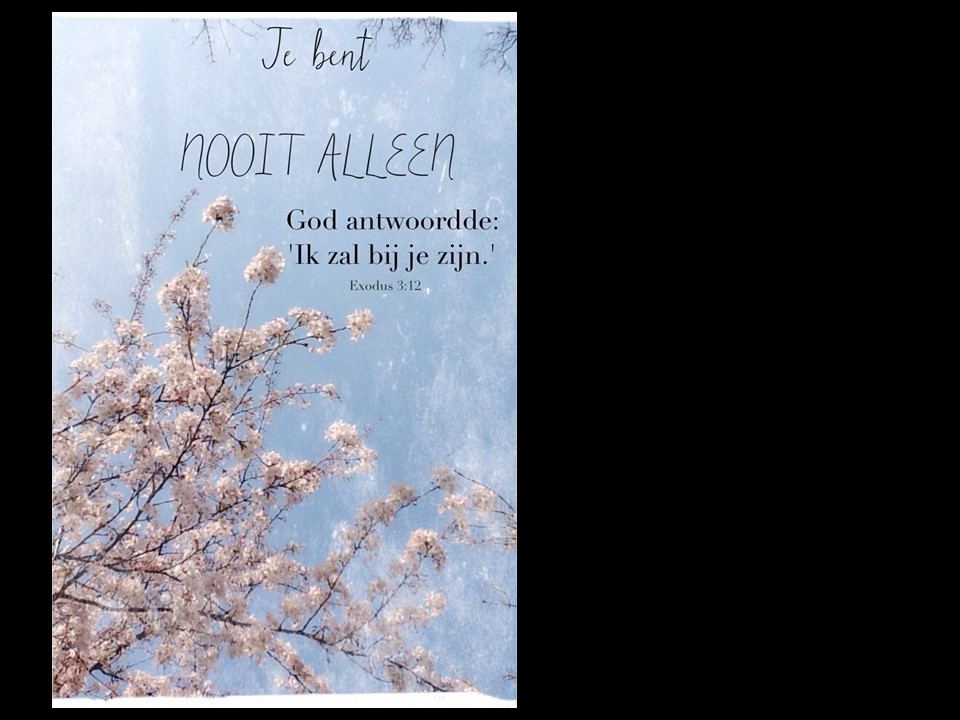 Je bent
NOOIT ALLEEN
God antwoordde:
'Ik zal bij je zijn.'
Exodus 3:12